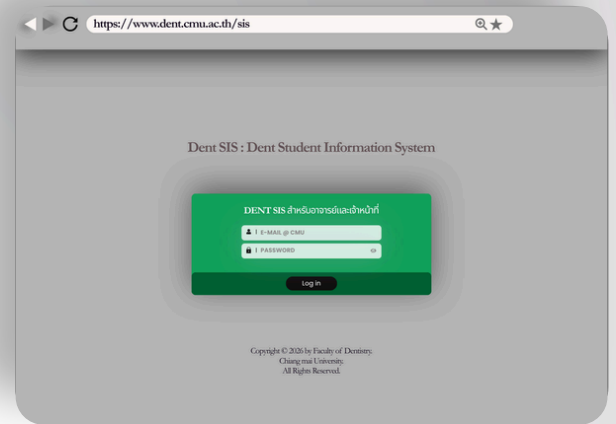 https://www.dent.cmu.ac.th/sis
Dent SIS : Dent Student Information System
DENT SIS สำหรับอาจารย์และเจ้าหน้าที่
E-MAIL @ CMU
PASSWORD
Log in
Copyright © 2026 by Faculty of Dentistry.
Chiang mai University.
All Rights Reserved.